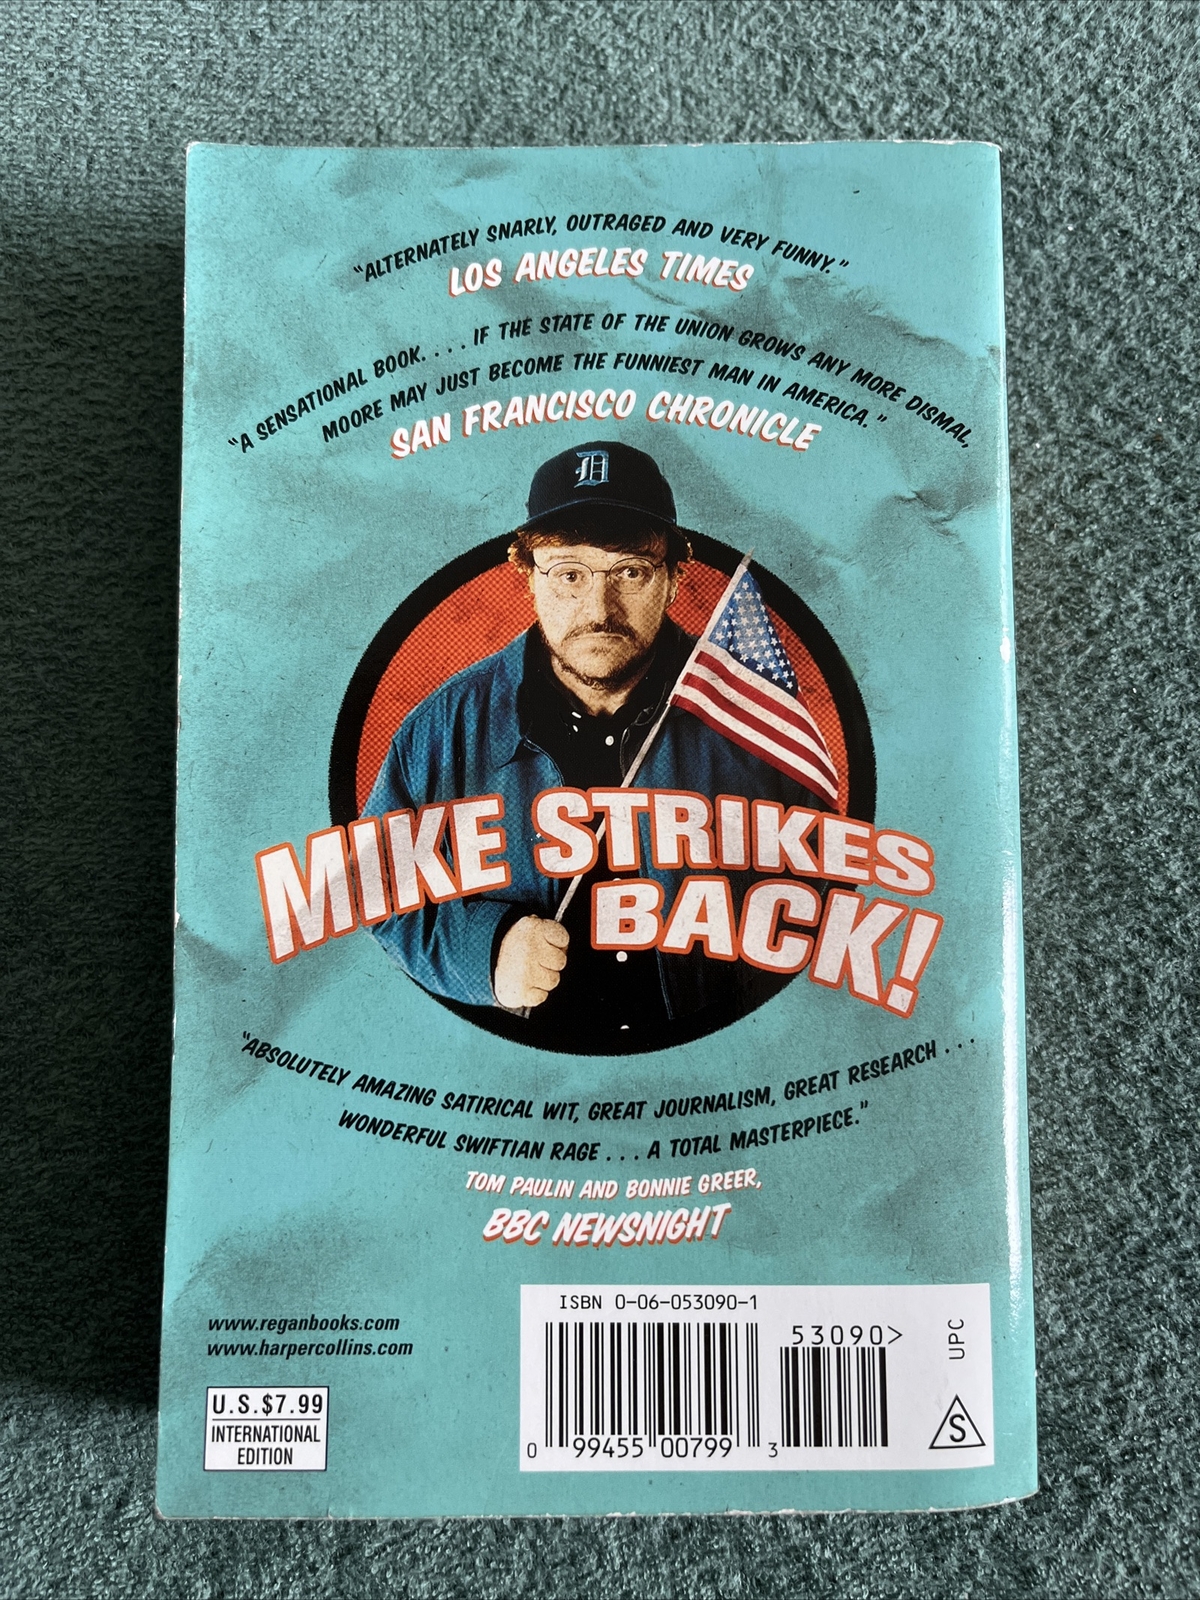 "ALTERNATELY SNARLY, OUTRAGED AND VERY FUNNY."
LOS ANGELES TIMES
"A SENSATIONAL BOOK. . . . IF THE STATE OF THE UNION GROWS ANY MORE DISMAL,
MOORE MAY JUST BECOME THE FUNNIEST MAN IN AMERICA."
SAN FRANCISCO CHRONICLE
D
MIKE STRIKES
BACK!
"ABSOLUTELY AMAZING SATIRICAL WIT, GREAT JOURNALISM, GREAT RESEARCH . . .
WONDERFUL SWIFTIAN RAGE . . . A TOTAL MASTERPIECE."
TOM PAULIN AND BONNIE GREER,
BBC NEWSNIGHT
www.reganbooks.com
www.harpercollins.com
U.S.$7.99
INTERNATIONAL
EDITION
ISBN 0-06-053090-1
53090>
0 99455 00799 3
UPC
S